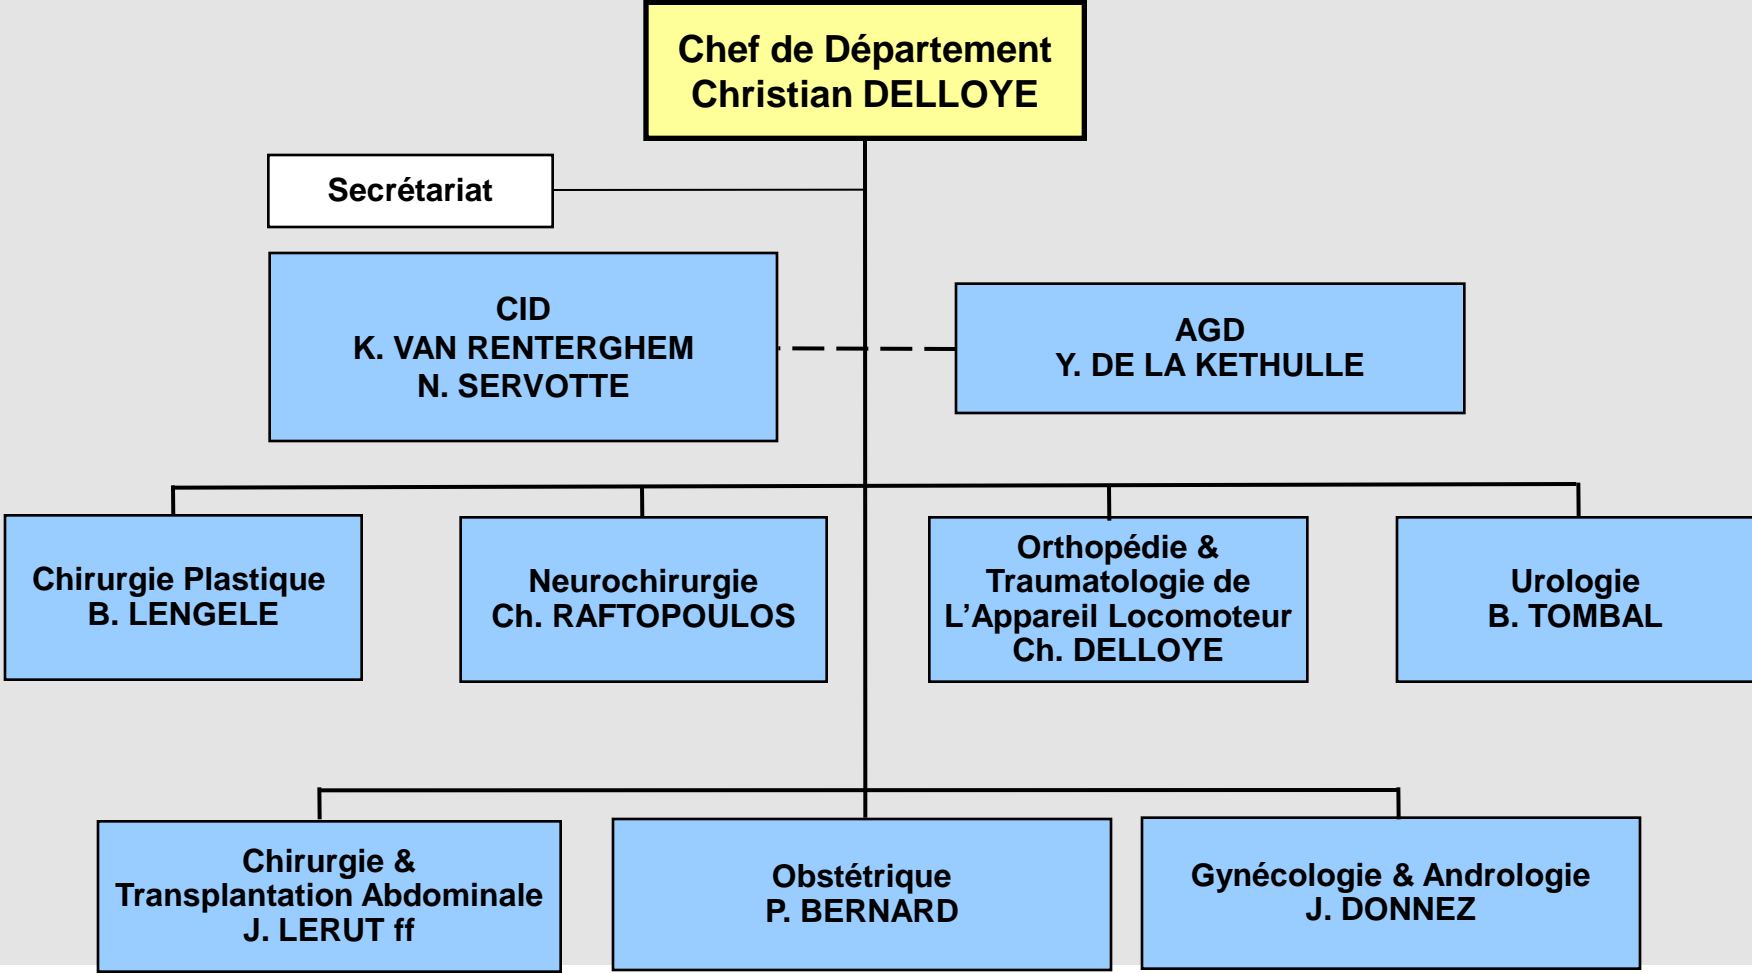 Chef de Département
Christian DELLOYE
Secrétariat
CID
K. VAN RENTERGHEM
N. SERVOTTE
AGD
Y. DE LA KETHULLE
Chirurgie Plastique
B. LENGELE
Neurochirurgie
Ch. RAFTOPOULOS
Orthopédie &
Traumatologie de
L’Appareil Locomoteur
Ch. DELLOYE
Urologie
B. TOMBAL
Chirurgie &
Transplantation Abdominale
J. LERUT ff
Obstétrique
P. BERNARD
Gynécologie & Andrologie
J. DONNEZ